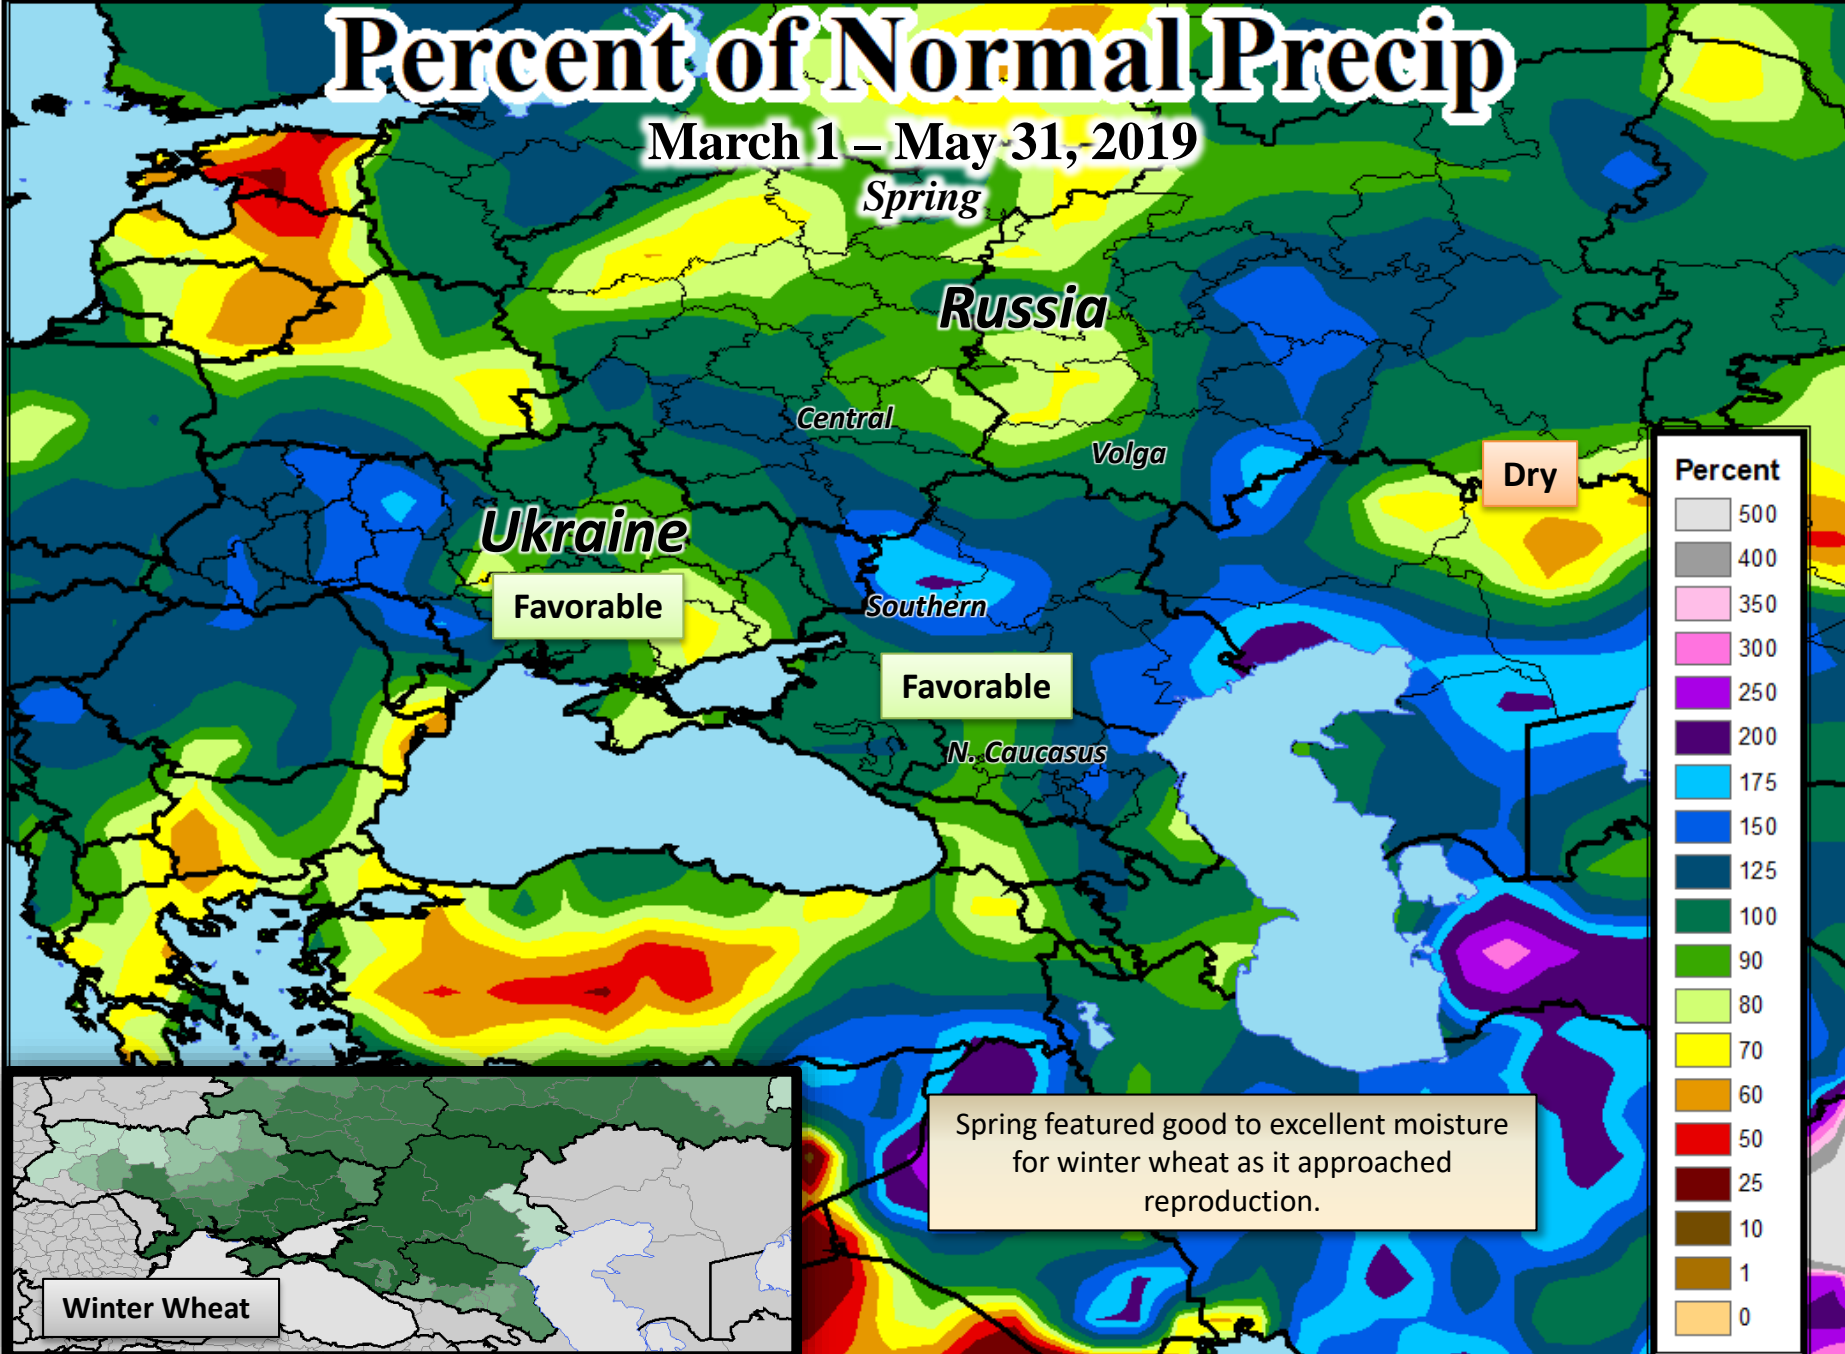 Percent of Normal Precip
March 1 – May 31, 2019
Spring
Russia
Central
Volga
Dry
Ukraine
Favorable
Southern
Favorable
N. Caucasus
Percent
500
400
350
300
250
200
175
150
125
100
90
80
70
60
50
25
10
1
0
Spring featured good to excellent moisture
for winter wheat as it approached
reproduction.
Winter Wheat